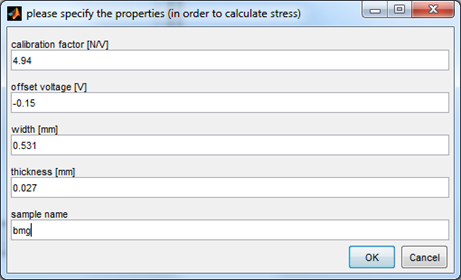 please specify the properties (in order to calculate stress)
calibration factor [N/V]
4.94
offset voltage [V]
-0.15
width [mm]
0.531
thickness [mm]
0.027
sample name
bmg
OK Cancel